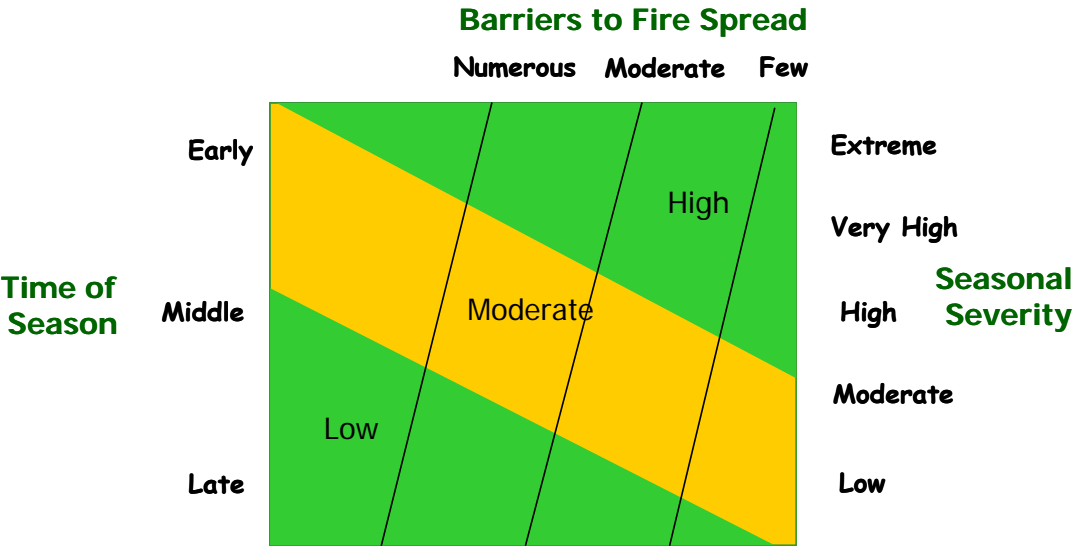 Barriers to Fire Spread
Numerous Moderate Few
Early
Extreme
High
Very High
Time of
Season
Middle
Moderate
High
Seasonal
Severity
Moderate
Low
Late
Low